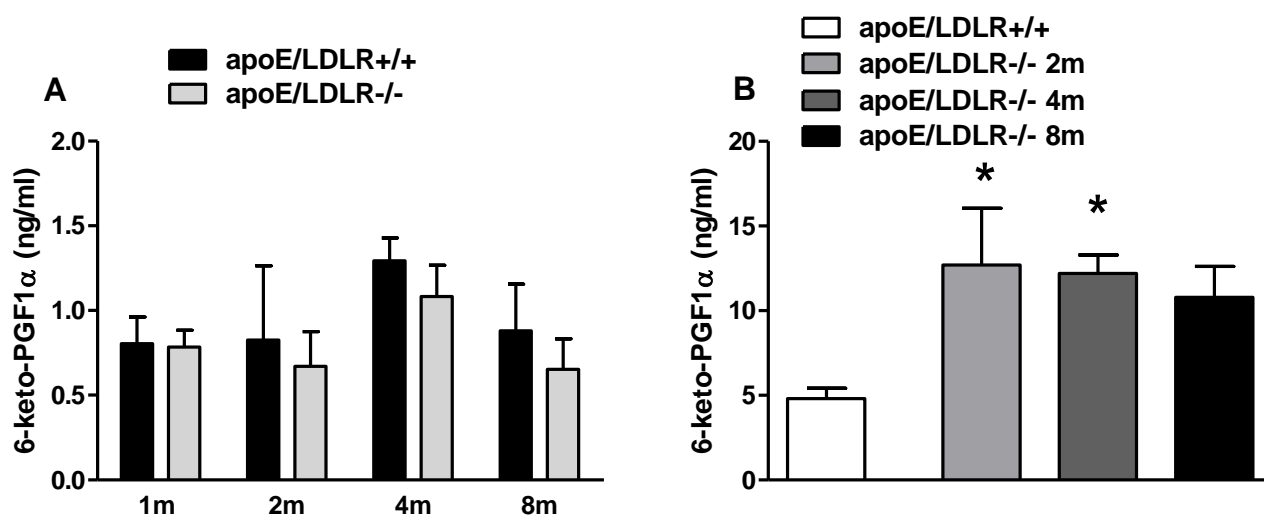 A
apoE/LDLR+/+
apoE/LDLR-/-
6-keto-PGF1α (ng/ml)
2.0
1.5
1.0
0.5
0.0
1m 2m 4m 8m
B
apoE/LDLR+/+
apoE/LDLR-/- 2m
apoE/LDLR-/- 4m
apoE/LDLR-/- 8m
6-keto-PGF1α (ng/ml)
20
15
10
5
0
* *